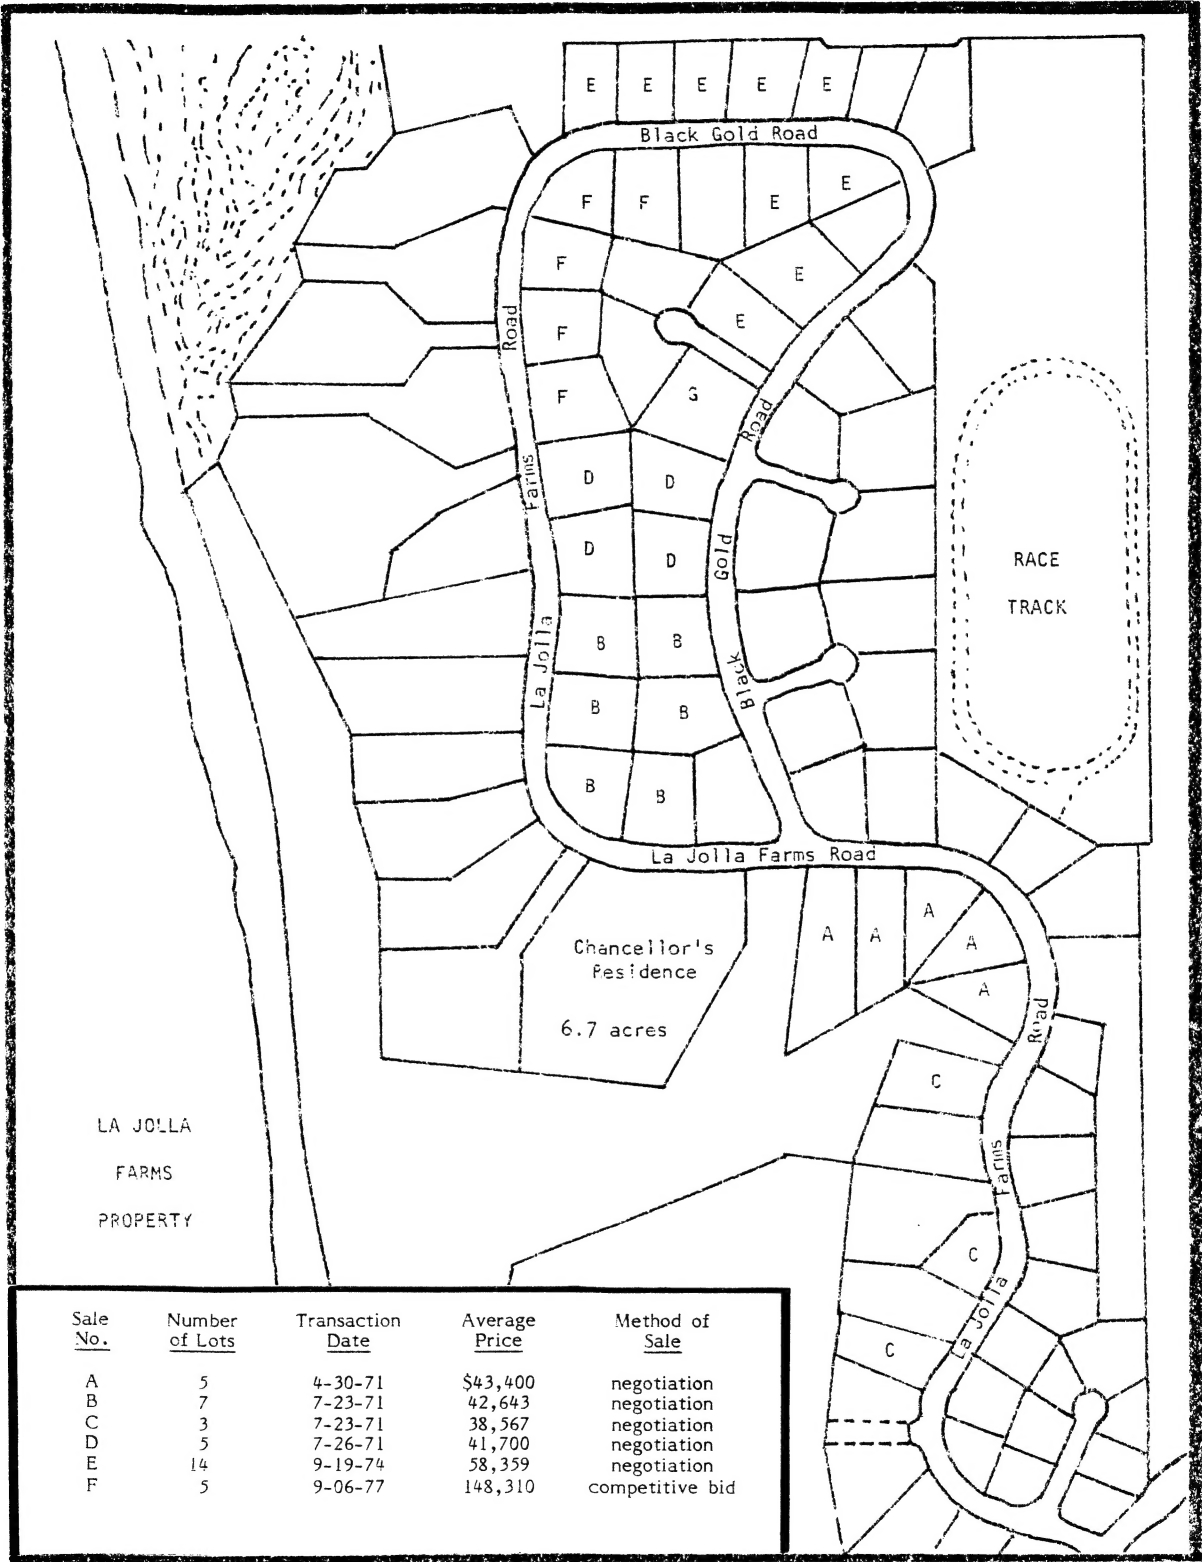 E E E E E
Black Gold Road
F F E E
F E
F E
F G
Road
Road
Farms
D D
D D
Gold
RACE
TRACK
B B
La Jolla
Black
B B
B B
La Jolla Farms Road
A A A A
A
Chancellor's
Residence
6.7 acres
Road
C
Farms
LA JOLLA
FARMS
PROPERTY
C
La Jolla
C
Sale Number Transaction Average Method of
No. of Lots Date Price Sale
A 5 4-30-71 $43,400 negotiation
B 7 7-23-71 42,643 negotiation
C 3 7-23-71 38,567 negotiation
D 5 7-26-71 41,700 negotiation
E 14 9-19-74 58,359 negotiation
F 5 9-06-77 148,310 competitive bid